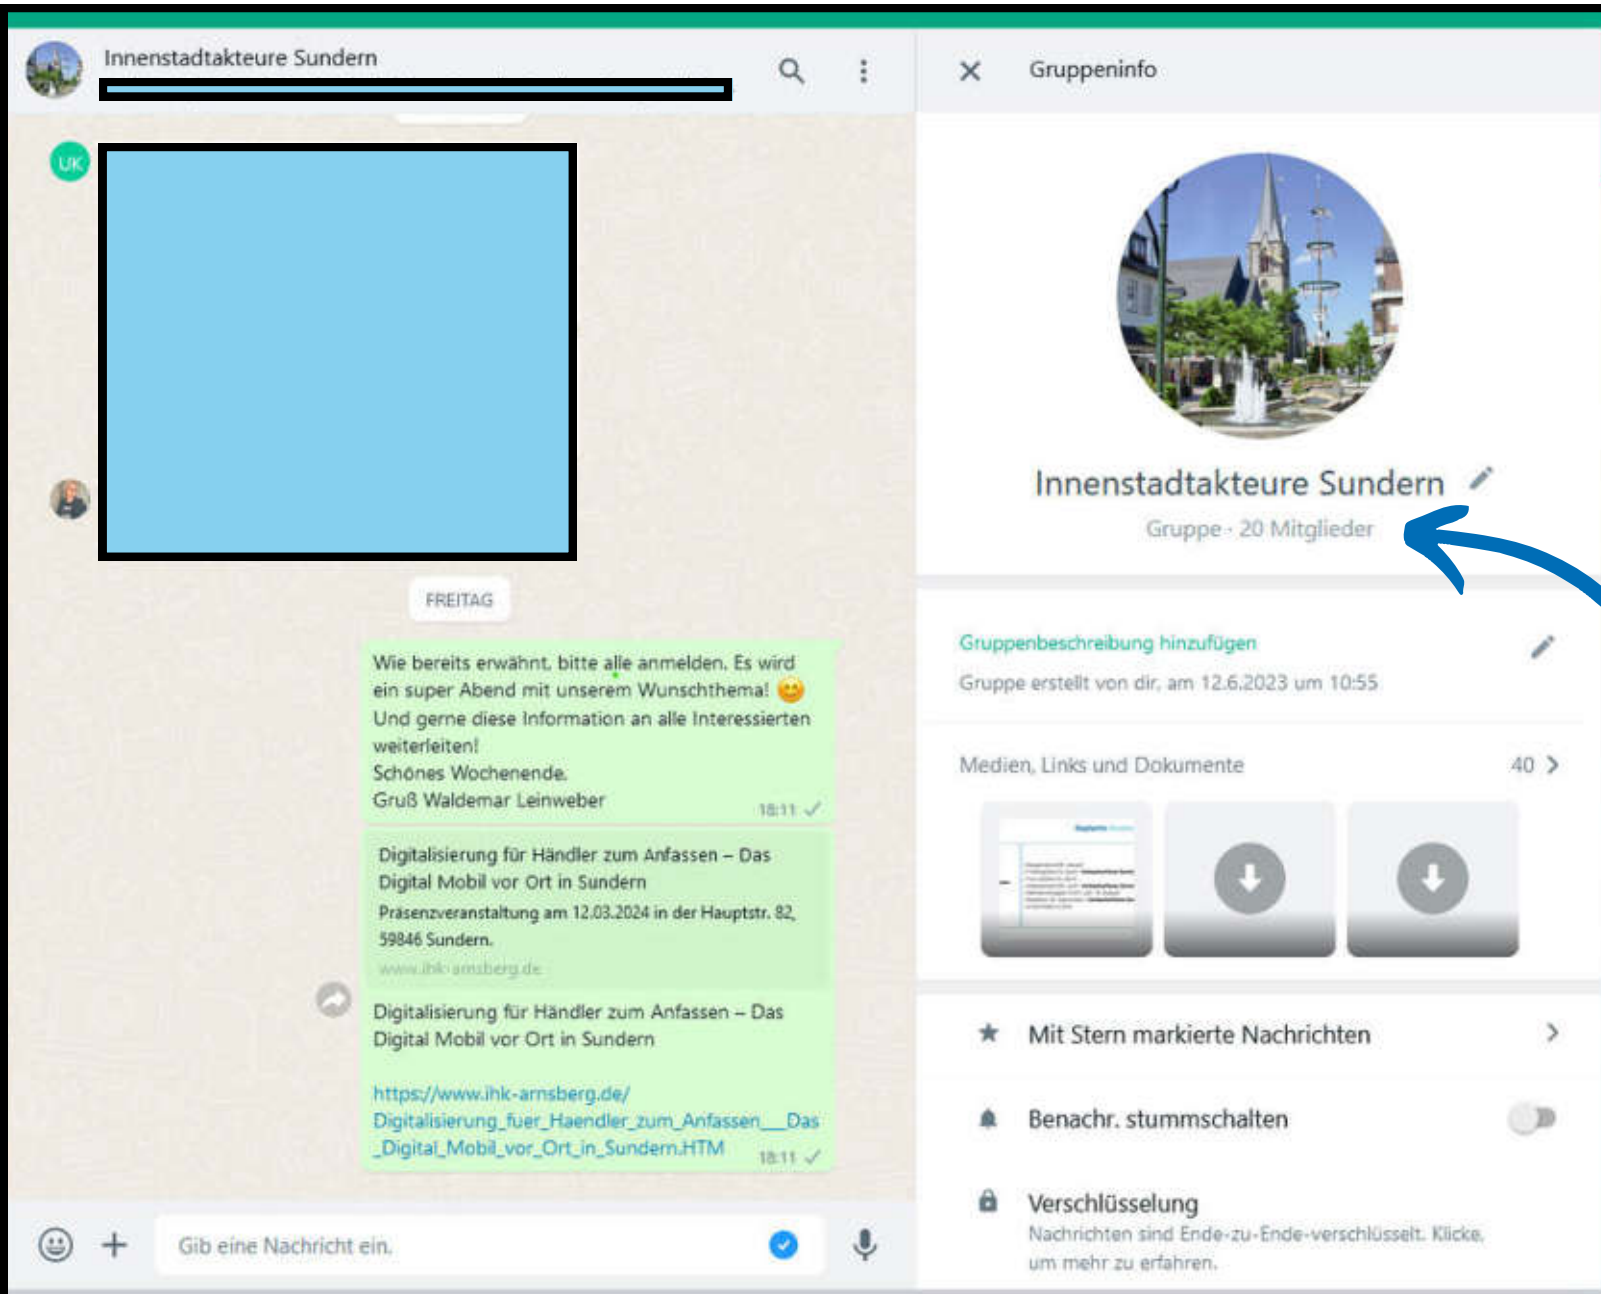 Innenstadtakteure Sundern
UK
FREITAG
Wie bereits erwähnt, bitte alle anmelden. Es wird
ein super Abend mit unserem Wunschthema! 😊
Und gerne diese Information an alle Interessierten
weiterleiten!
Schönes Wochenende.
Gruß Waldemar Leinweber
18:11
Digitalisierung für Händler zum Anfassen – Das
Digital Mobil vor Ort in Sundern
Präsenzveranstaltung am 12.03.2024 in der Hauptstr. 82,
59846 Sundern.
www.ihk-arnsberg.de
Digitalisierung für Händler zum Anfassen – Das
Digital Mobil vor Ort in Sundern
https://www.ihk-arnsberg.de/
Digitalisierung_fuer_Haendler_zum_Anfassen___Das
_Digital_Mobil_vor_Ort_in_Sundern.HTM
18:11
Gib eine Nachricht ein.
Gruppeninfo
Innenstadtakteure Sundern
Gruppe · 20 Mitglieder
Gruppenbeschreibung hinzufügen
Gruppe erstellt von dir, am 12.6.2023 um 10:55
Medien, Links und Dokumente
40
Mit Stern markierte Nachrichten
Benachr. stummschalten
Verschlüsselung
Nachrichten sind Ende-zu-Ende-verschlüsselt. Klicke,
um mehr zu erfahren.